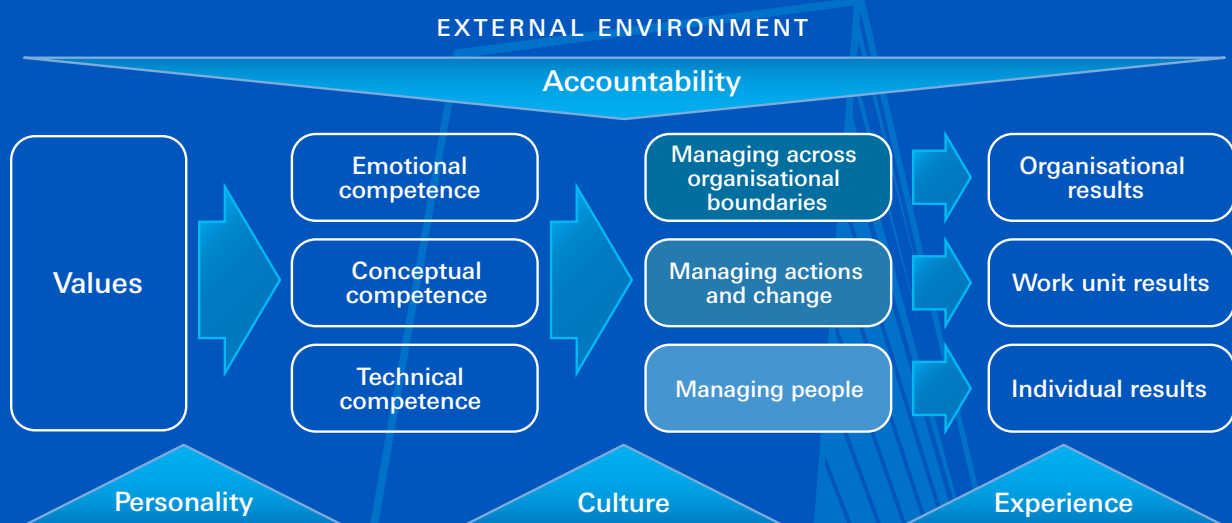 EXTERNAL ENVIRONMENT
Accountability
Values
Emotional
competence
Conceptual
competence
Technical
competence
Managing across
organisational
boundaries
Managing actions
and change
Managing people
Organisational
results
Work unit results
Individual results
Personality
Culture
Experience